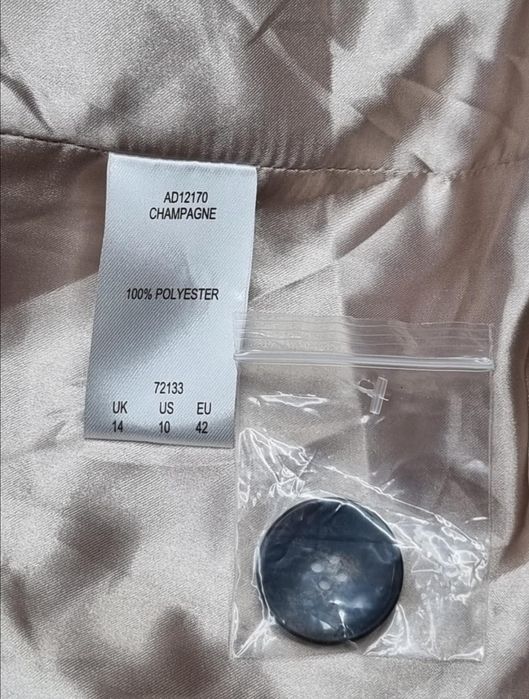 AD12170
CHAMPAGNE
100% POLYESTER
72133
UK US EU
14 10 42